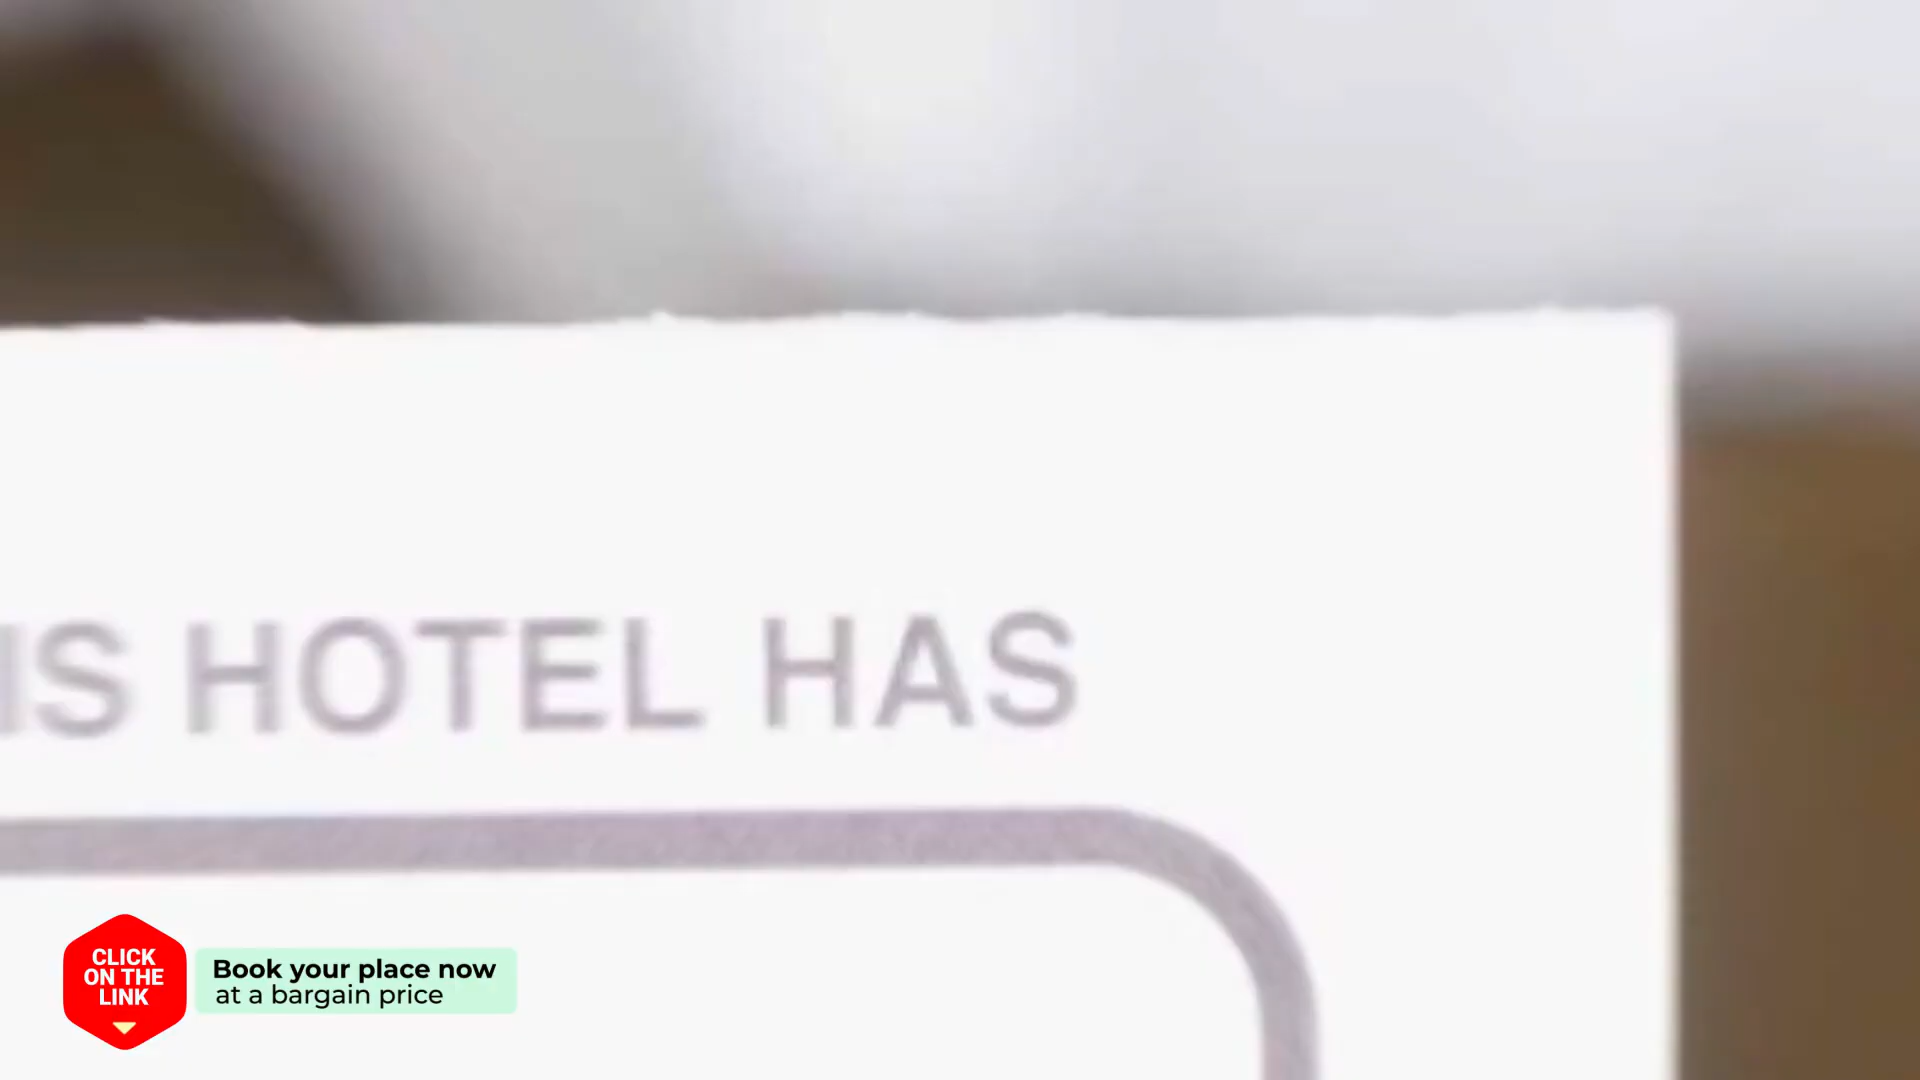 IS HOTEL HAS
CLICK
ON THE
LINK
Book your place now
at a bargain price